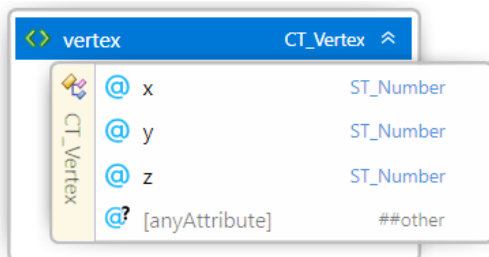 vertex CT_Vertex
CT_Vertex
@ x ST_Number
@ y ST_Number
@ z ST_Number
@? [anyAttribute] ##other